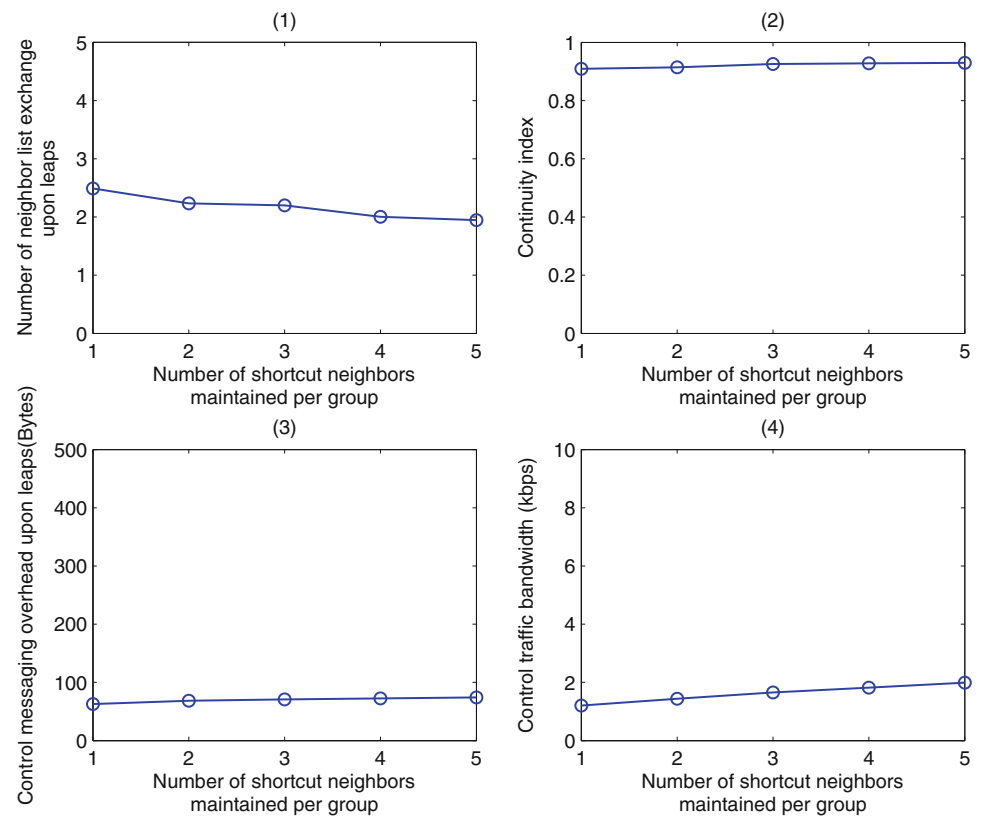 (1)
Number of neighbor list exchange
upon leaps
5
4
3
2
1
0
1 2 3 4 5
Number of shortcut neighbors
maintained per group
(2)
Continuity index
1
0.8
0.6
0.4
0.2
0
1 2 3 4 5
Number of shortcut neighbors
maintained per group
(3)
Control messaging overhead upon leaps(Bytes)
500
400
300
200
100
0
1 2 3 4 5
Number of shortcut neighbors
maintained per group
(4)
Control traffic bandwidth (kbps)
10
8
6
4
2
0
1 2 3 4 5
Number of shortcut neighbors
maintained per group